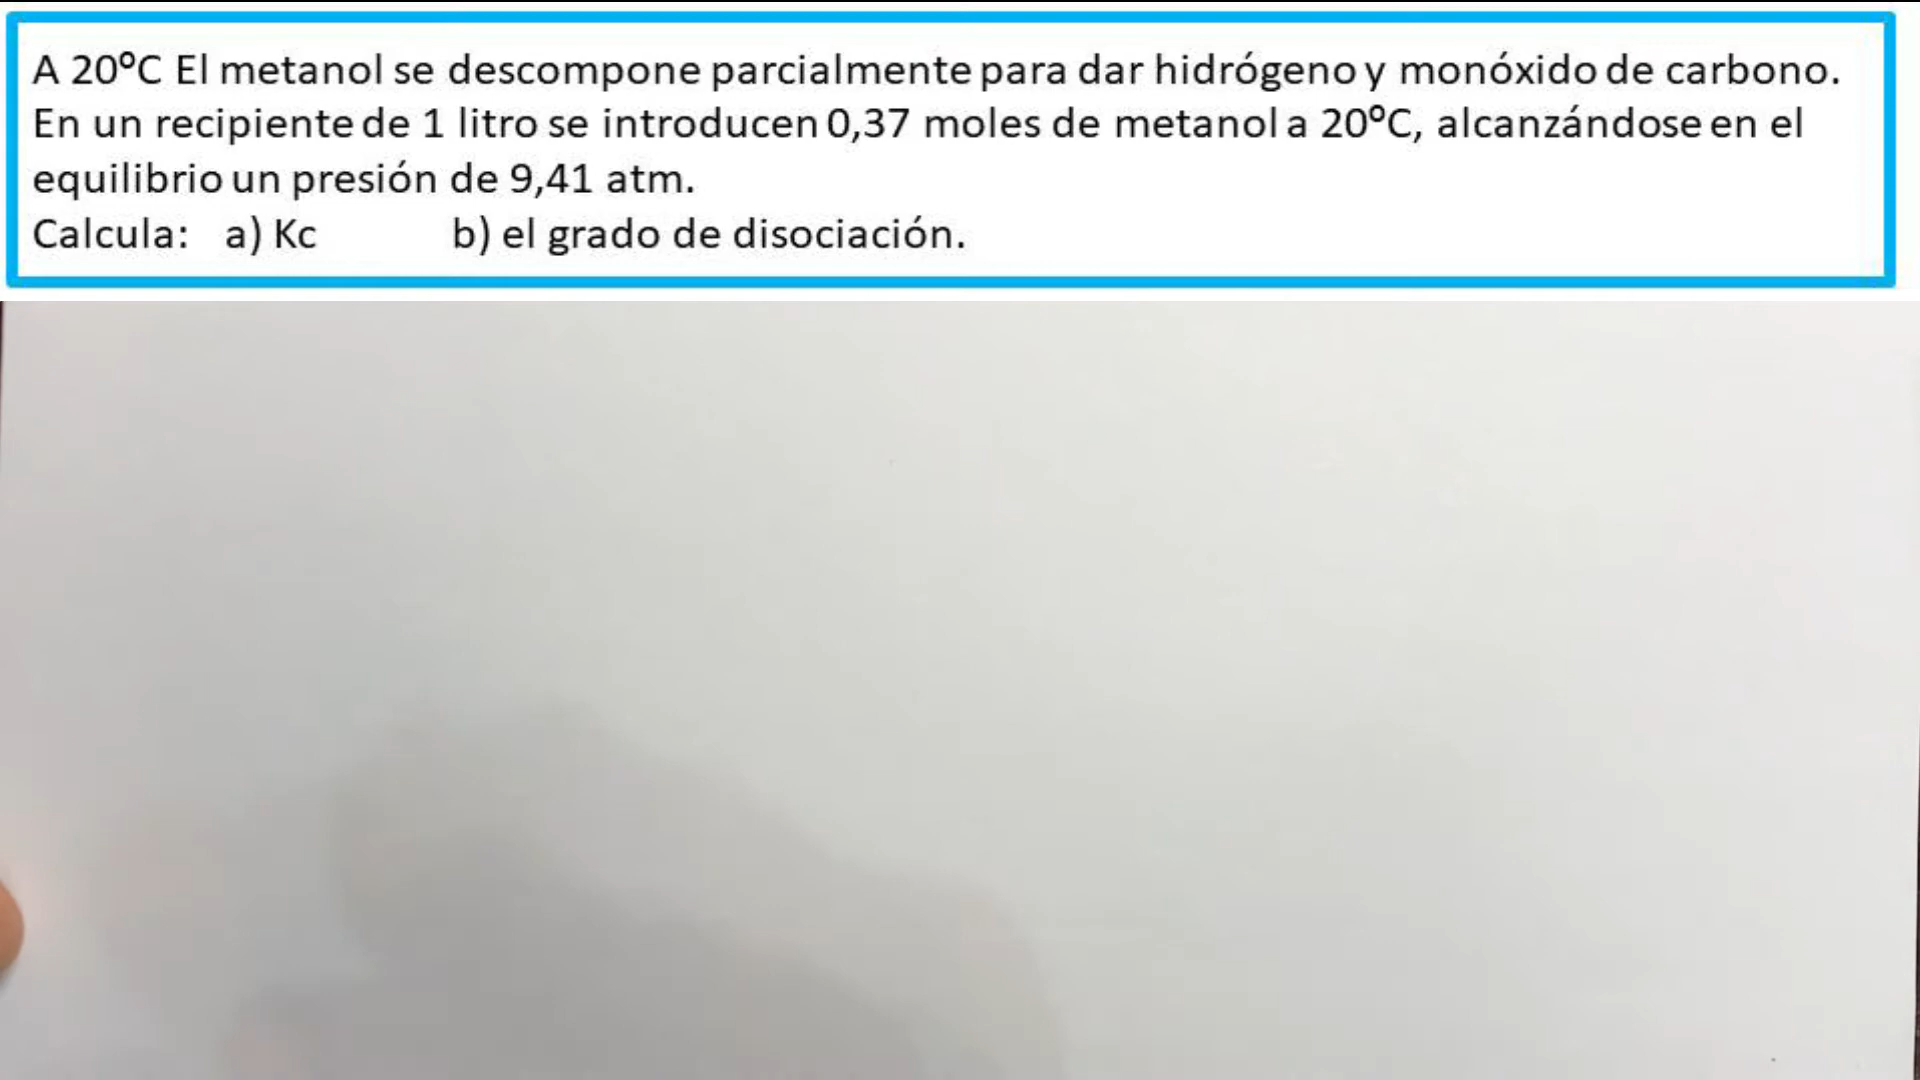 A 20ºC El metanol se descompone parcialmente para dar hidrógeno y monóxido de carbono.
En un recipiente de 1 litro se introducen 0,37 moles de metanol a 20ºC, alcanzándose en el
equilibrio un presión de 9,41 atm.
Calcula: a) Kc b) el grado de disociación.